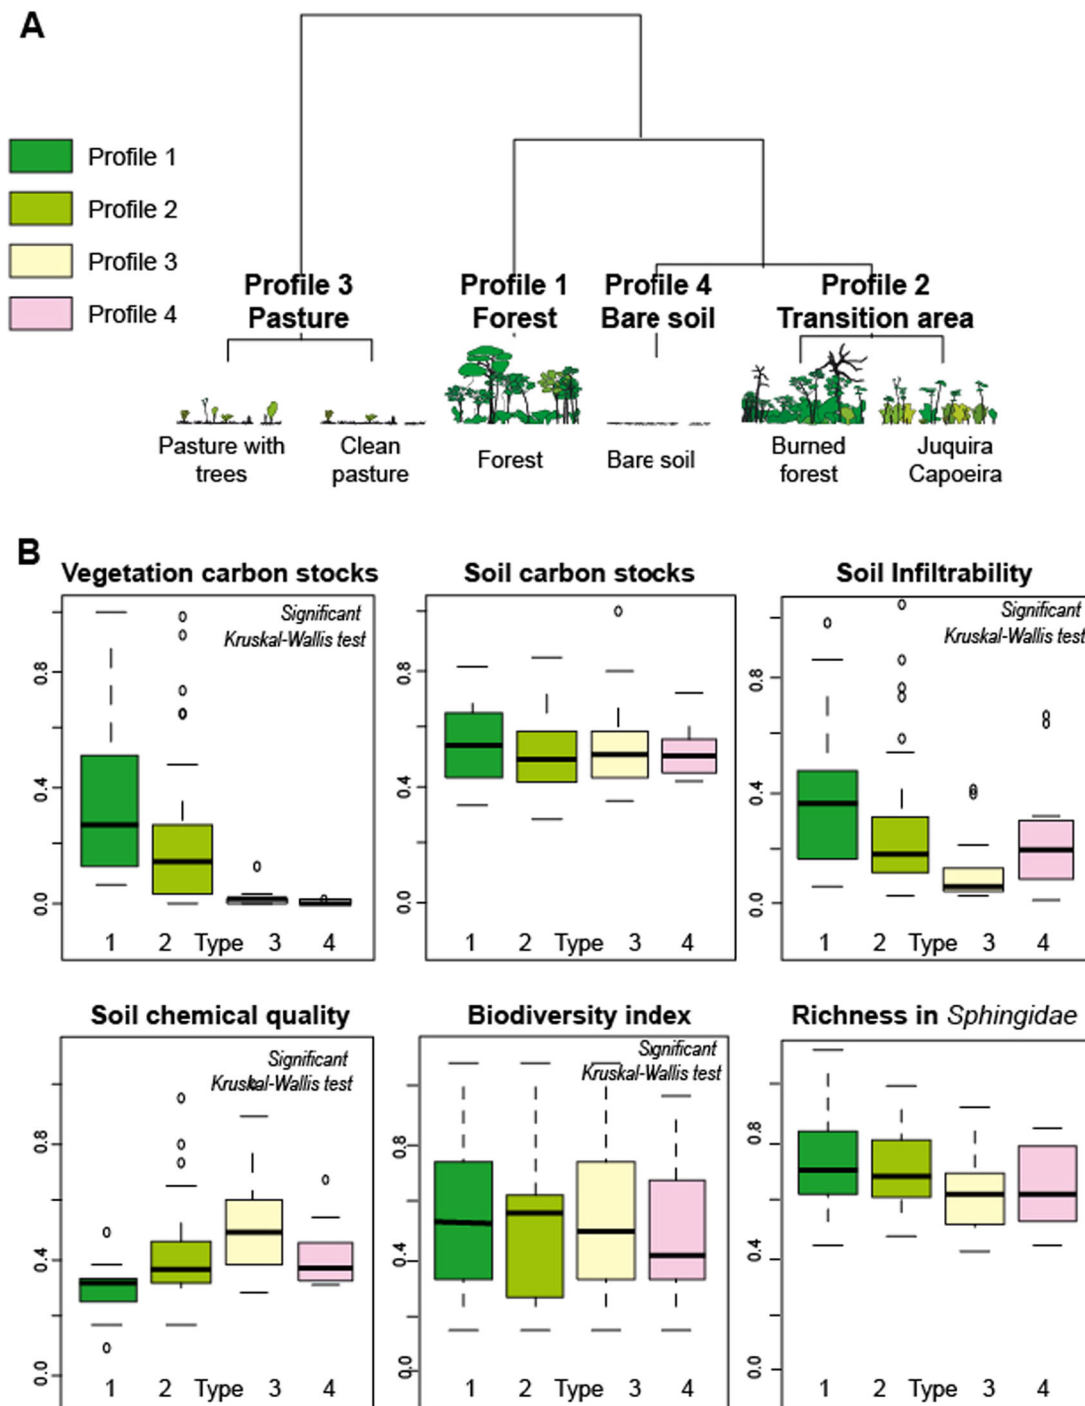 A
Profile 1
Profile 2
Profile 3
Profile 4
Profile 3
Pasture
Profile 1
Forest
Profile 4
Bare soil
Profile 2
Transition area
Pasture with
trees
Clean
pasture
Forest
Bare soil
Burned
forest
Juquira
Capoeira
B
Vegetation carbon stocks
Significant
Kruskal-Wallis test
0.8
0.4
0.0
1 2 Type 3 4
Soil carbon stocks
0.8
0.4
0.0
1 2 Type 3 4
Soil Infiltrability
Significant
Kruskal-Wallis test
0.8
0.4
0.0
1 2 Type 3 4
Soil chemical quality
Significant
Kruskal-Wallis test
0.8
0.4
0.0
1 2 Type 3 4
Biodiversity index
Significant
Kruskal-Wallis test
0.8
0.4
0.0
1 2 Type 3 4
Richness in Sphingidae
0.8
0.4
0.0
1 2 Type 3 4